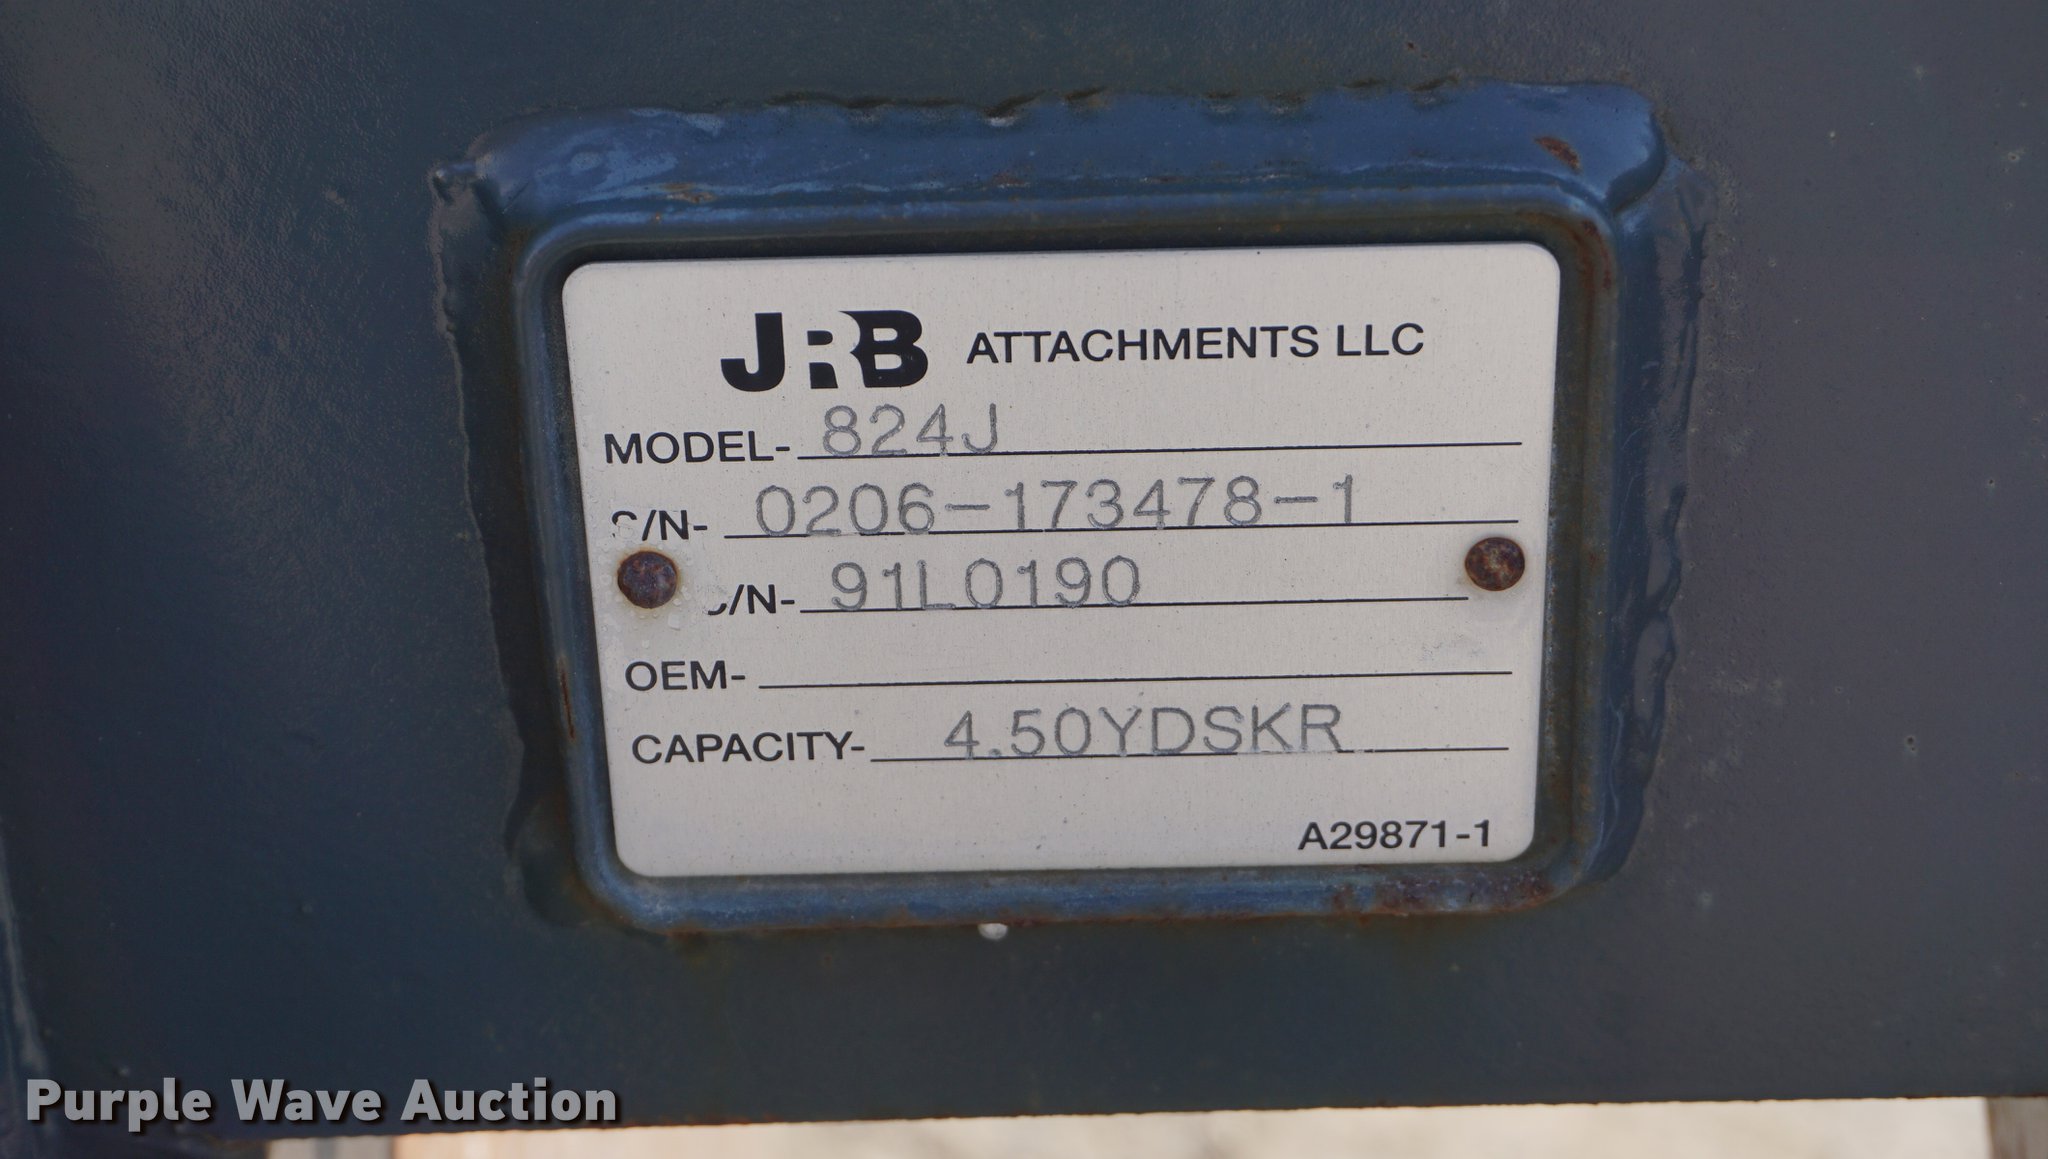 JRB ATTACHMENTS LLC
MODEL- 824J
S/N- 0206-173478-1
/N- 91L0190
OEM-
CAPACITY- 4.50YDSKR
A29871-1
Purple Wave Auction